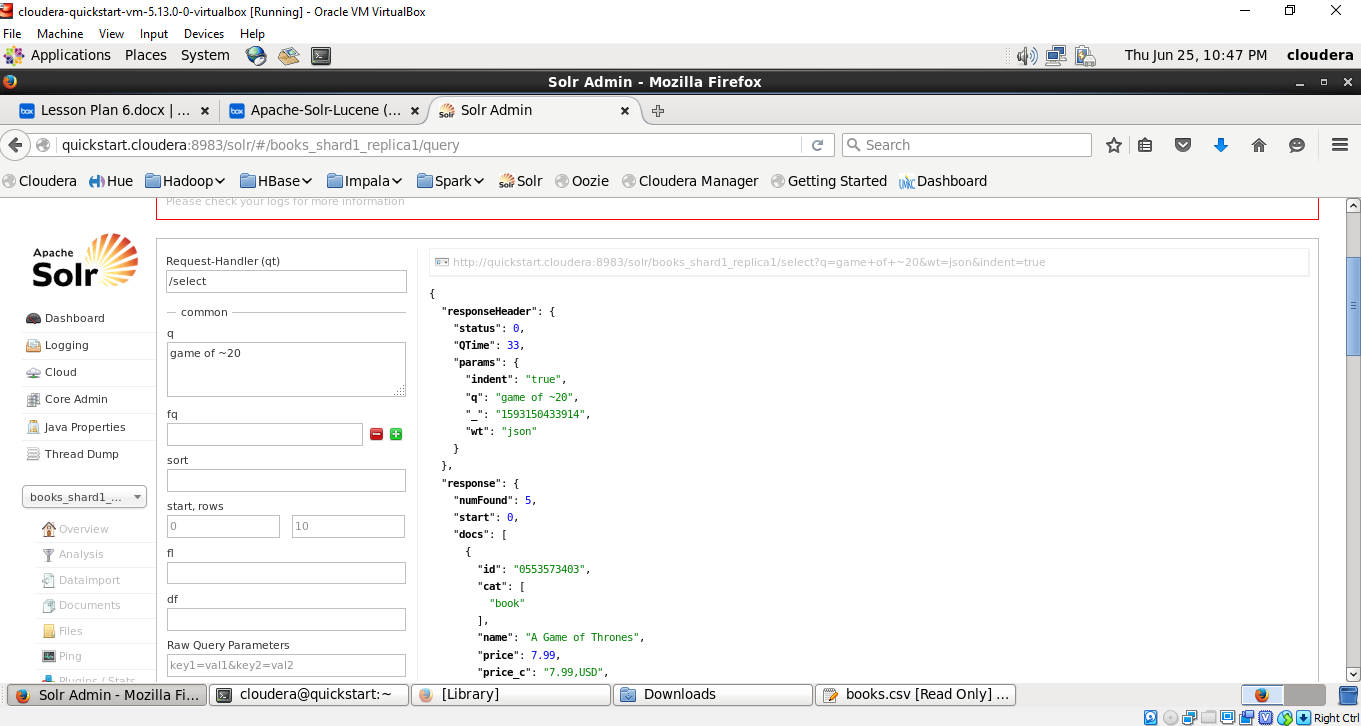 cloudera-quickstart-vm-5.13.0-0-virtualbox [Running] - Oracle VM VirtualBox
File Machine View Input Devices Help
Applications Places System Thu Jun 25, 10:47 PM cloudera
Solr Admin - Mozilla Firefox
box Lesson Plan 6.docx | ... box Apache-Solr-Lucene (... Solr Solr Admin
quickstart.cloudera:8983/solr/#/books_shard1_replica1/query Search
Cloudera Hue Hadoop HBase Impala Spark Solr Solr Oozie Cloudera Manager Getting Started UMKC Dashboard
Please check your logs for more information
Apache
Solr
Dashboard
Logging
Cloud
Core Admin
Java Properties
Thread Dump
books_shard1_...
Overview
Analysis
Dataimport
Documents
Files
Ping
Plugins / Stats
Request-Handler (qt)
/select
common
q
game of ~20
fq
sort
start, rows
0 10
fl
df
Raw Query Parameters
key1=val1&key2=val2
http://quickstart.cloudera:8983/solr/books_shard1_replica1/select?q=game+of+~20&wt=json&indent=true
{
"responseHeader": {
"status": 0,
"QTime": 33,
"params": {
"indent": "true",
"q": "game of ~20",
"_": "1593150433914",
"wt": "json"
}
},
"response": {
"numFound": 5,
"start": 0,
"docs": [
{
"id": "0553573403",
"cat": [
"book"
],
"name": "A Game of Thrones",
"price": 7.99,
"price_c": "7.99,USD",
Solr Admin - Mozilla Fi... cloudera@quickstart:~ [Library] Downloads books.csv [Read Only] ...
Right Ctrl